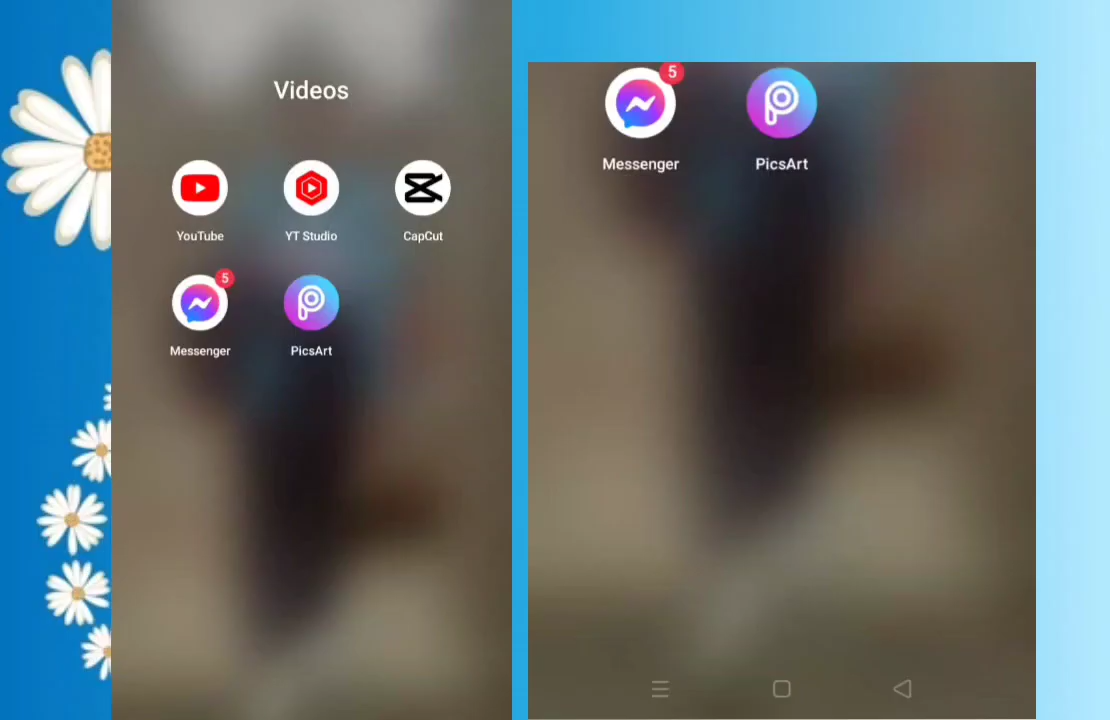 Videos
YouTube
YT Studio
CapCut
5
Messenger
PicsArt
5
Messenger
PicsArt